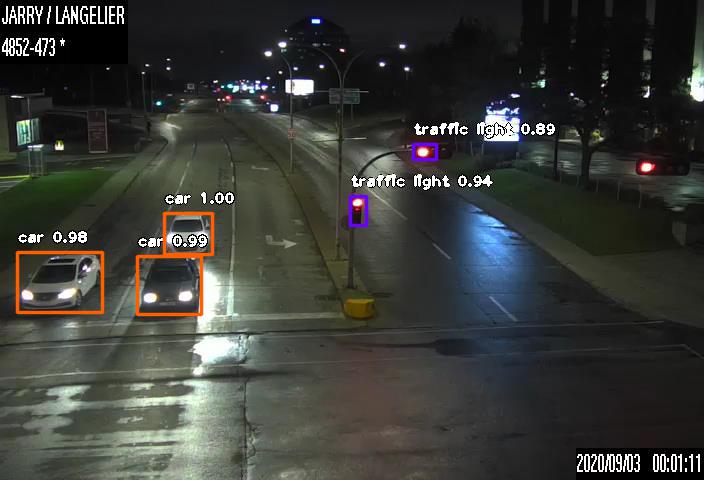 JARRY / LANGELIER
4852-473 *
traffic light 0.89
traffic light 0.94
car 1.00
car 0.98
car 0.99
2020/09/03 00:01:11